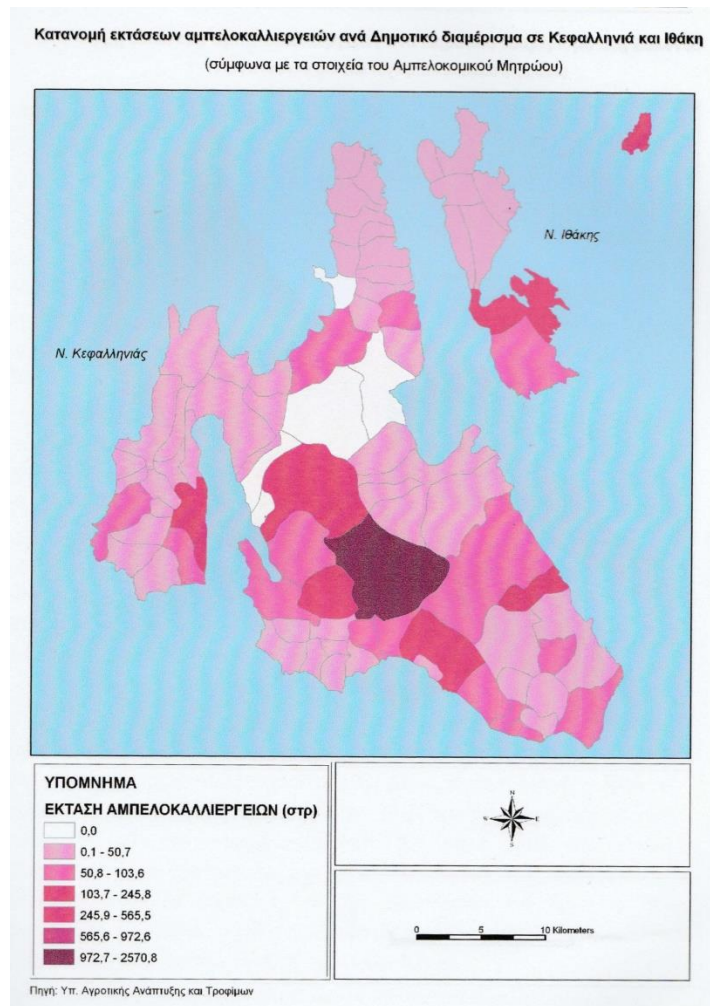 Κατανομή εκτάσεων αμπελοκαλλιεργειών ανά Δημοτικό διαμέρισμα σε Κεφαλληνιά και Ιθάκη
(σύμφωνα με τα στοιχεία του Αμπελοκομικού Μητρώου)
Ν. Ιθάκης
Ν. Κεφαλληνιάς
ΥΠΟΜΝΗΜΑ
ΕΚΤΑΣΗ ΑΜΠΕΛΟΚΑΛΛΙΕΡΓΕΙΩΝ (στρ)
0,0
0,1 - 50,7
50,8 - 103,6
103,7 - 245,8
245,9 - 565,5
565,6 - 972,6
972,7 - 2570,8
N
W E
S
0 5 10 Kilometers
Πηγή: Υπ. Αγροτικής Ανάπτυξης και Τροφίμων